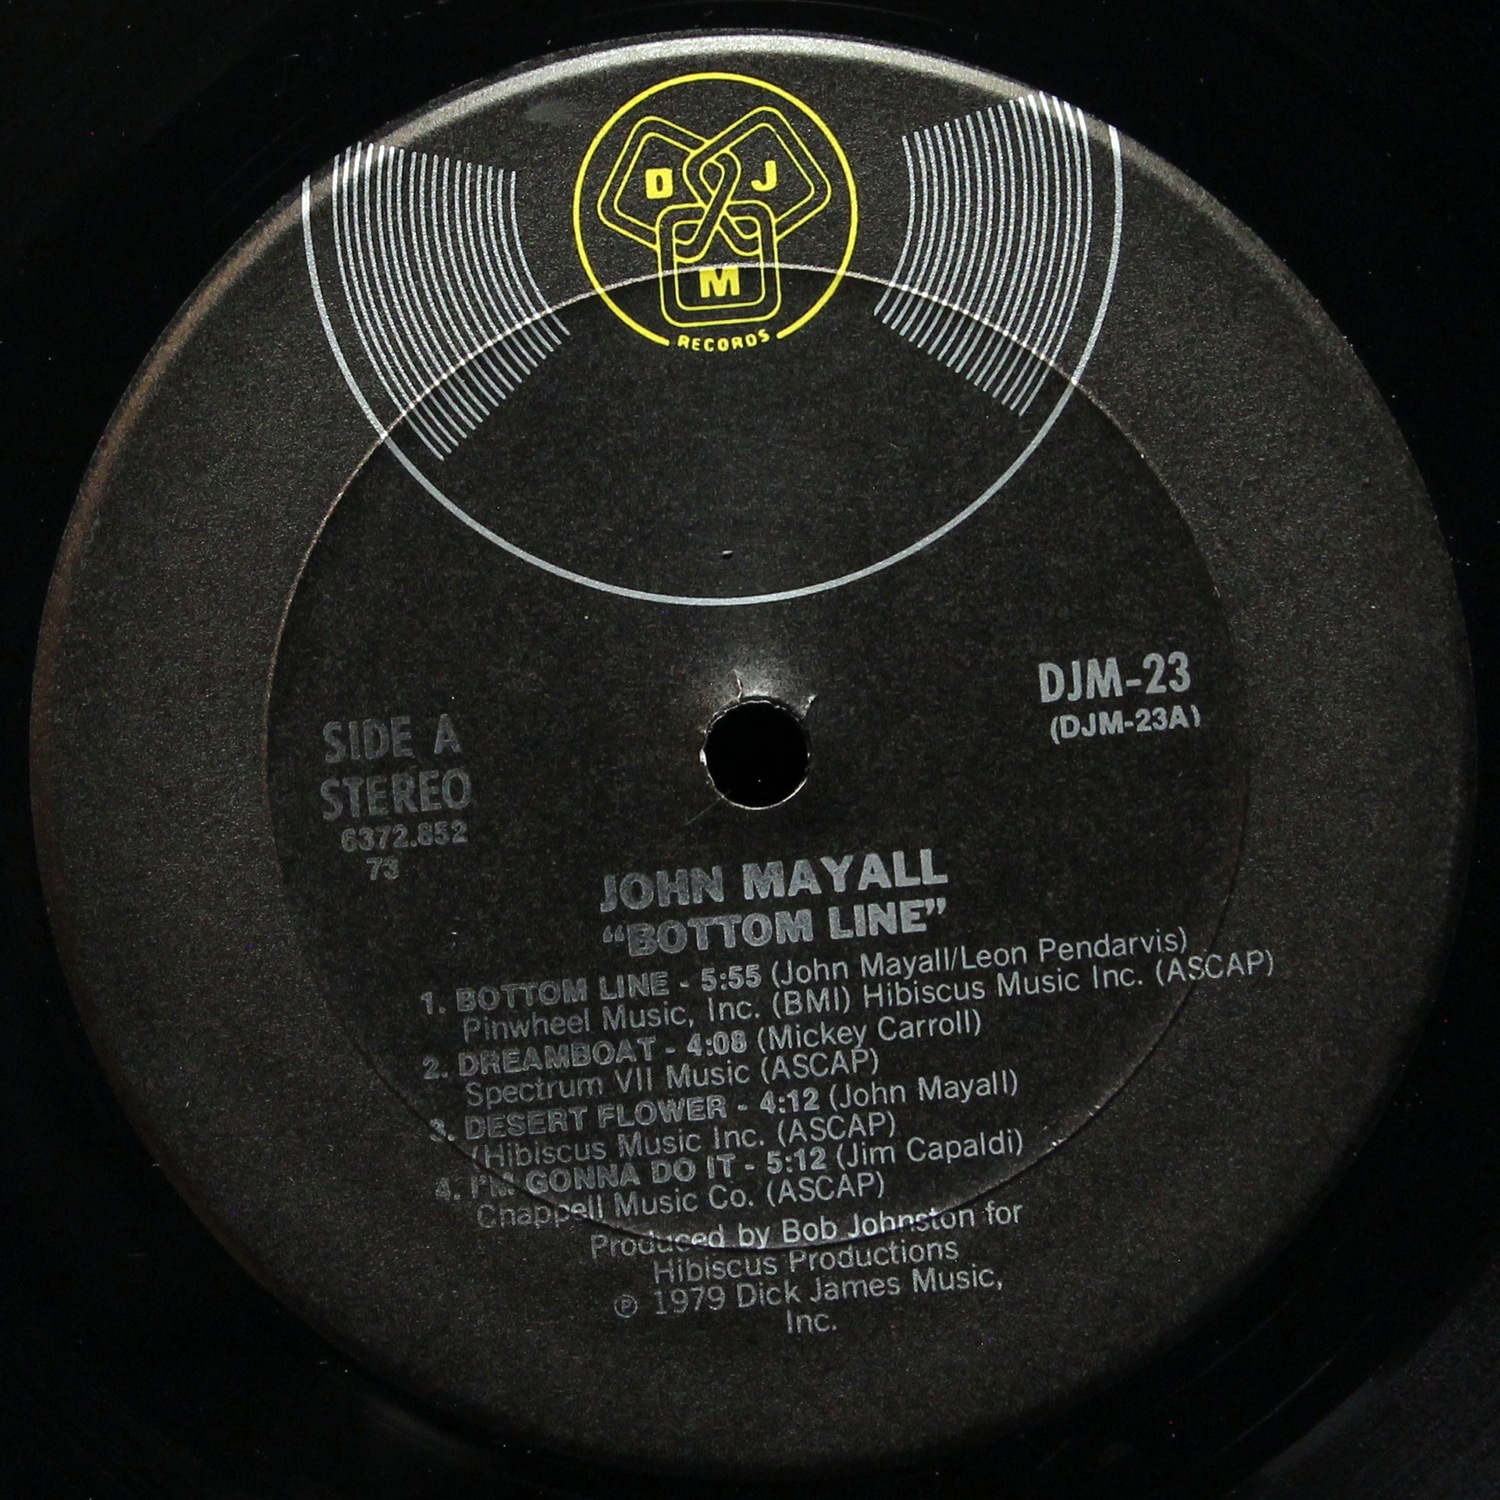 D J
M
RECORDS
DJM-23
(DJM-23A)
SIDE A
STEREO
6372.852
73
JOHN MAYALL
“BOTTOM LINE”
1. BOTTOM LINE - 5:55 (John Mayall/Leon Pendarvis)
Pinwheel Music, Inc. (BMI) Hibiscus Music Inc. (ASCAP)
2. DREAMBOAT - 4:08 (Mickey Carroll)
Spectrum VII Music (ASCAP)
3. DESERT FLOWER - 4:12 (John Mayall)
(Hibiscus Music Inc. (ASCAP)
4. I'M GONNA DO IT - 5:12 (Jim Capaldi)
Chappell Music Co. (ASCAP)
Produced by Bob Johnston for
Hibiscus Productions
℗ 1979 Dick James Music,
Inc.